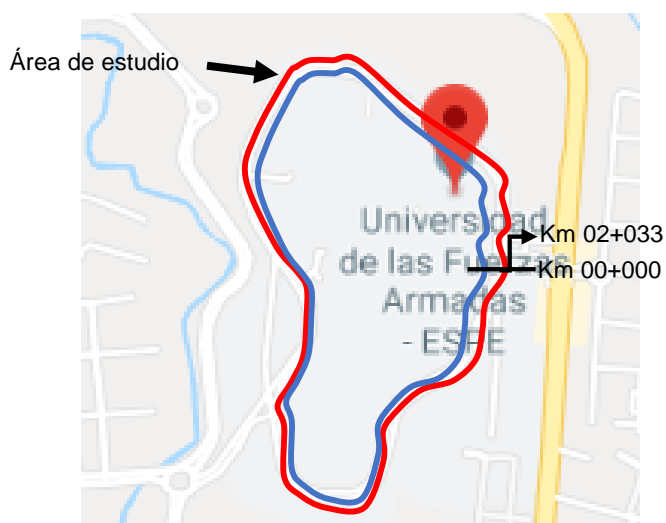 Área de estudio
Universidad
Km 02+033
de las Fuerzas
Km 00+000
Armadas
- ESPE